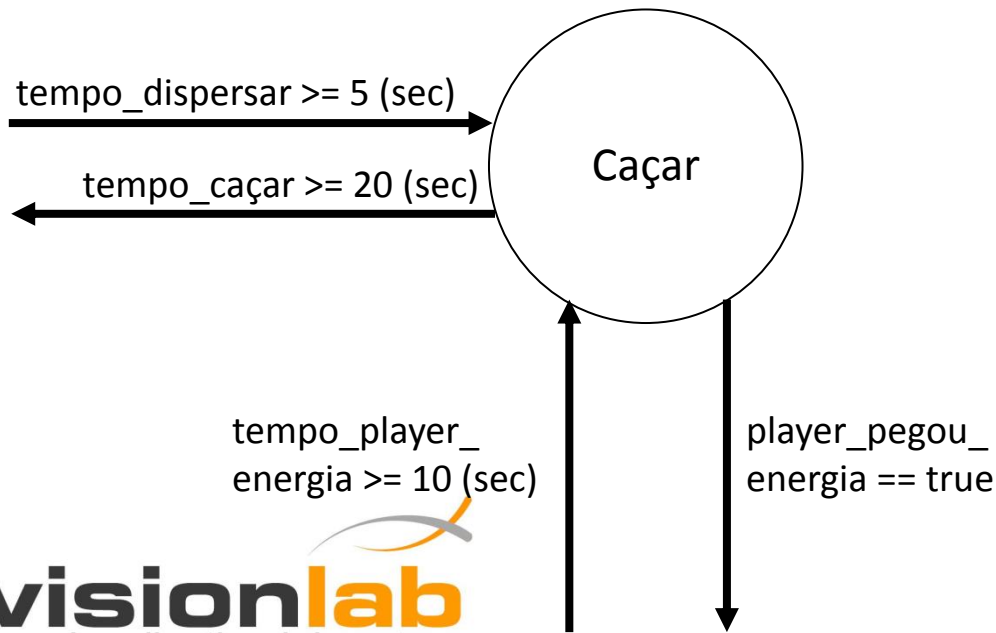 tempo_dispersar >= 5 (sec)
Caçar
tempo_caçar >= 20 (sec)
tempo_player_
energia >= 10 (sec)
player_pegou_
energia == true
visionlab